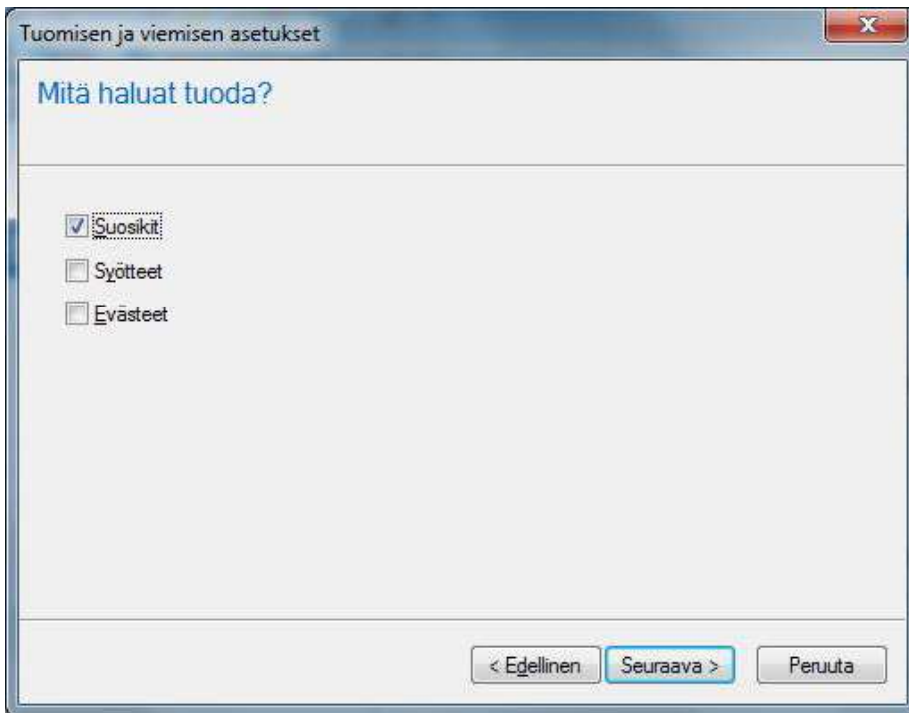 Tuomisen ja viemisen asetukset
Mitä haluat tuoda?
Suosikit
Syötteet
Evästeet
< Edellinen Seuraava > Peruuta